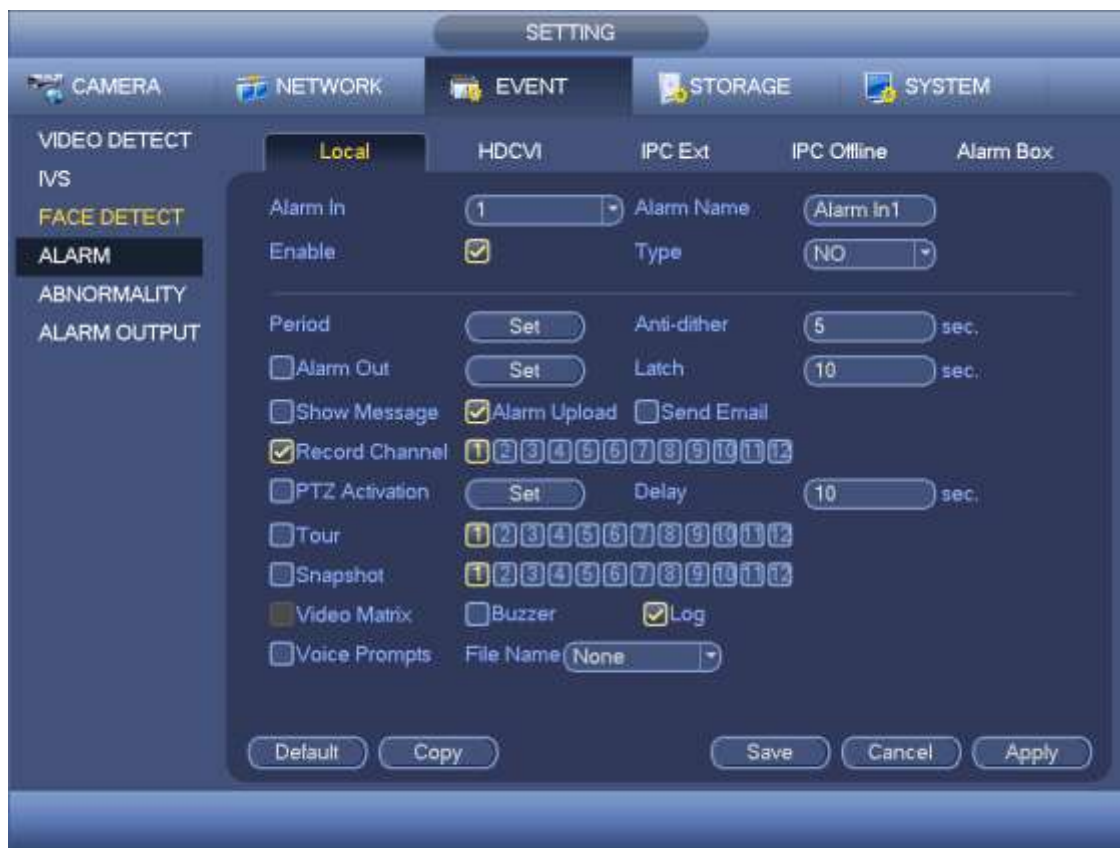 SETTING
CAMERA NETWORK EVENT STORAGE SYSTEM
VIDEO DETECT
IVS
FACE DETECT
ALARM
ABNORMALITY
ALARM OUTPUT
Local HDCVI IPC Ext IPC Offline Alarm Box
Alarm In 1 Alarm Name Alarm In1
Enable Type NO
Period Set Anti-dither 5 sec.
Alarm Out Set Latch 10 sec.
Show Message Alarm Upload Send Email
Record Channel 1 2 3 4 5 6 7 8 9 10 11 12
PTZ Activation Set Delay 10 sec.
Tour 1 2 3 4 5 6 7 8 9 10 11 12
Snapshot 1 2 3 4 5 6 7 8 9 10 11 12
Video Matrix Buzzer Log
Voice Prompts File Name None
Default Copy Save Cancel Apply